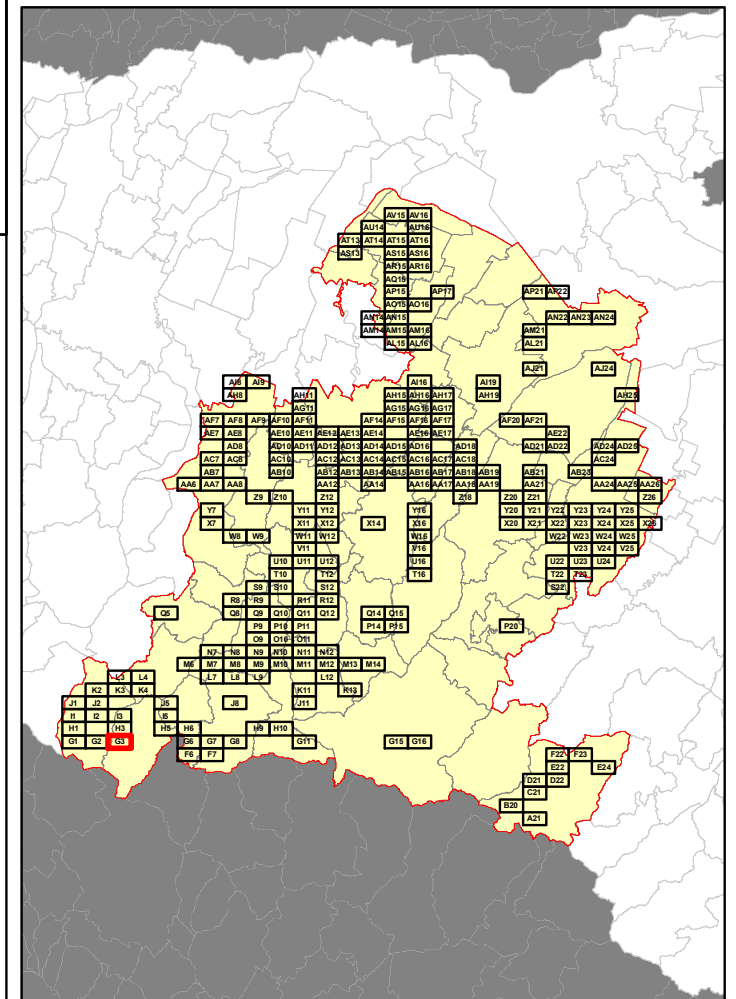 AV15 AV16
AU14 AU16
AT13 AT14 AT15 AT16
AS13 AS15 AS16
AR15 AR16
AQ15
AP15 AP17 AP21 AP22
AO15 AO16
AN14 AN15 AN22 AN23 AN24
AM14 AM15 AM16 AM21
AL15 AL16 AL21
AJ21 AJ24
AI8 AI9 AI16 AI19
AH8 AH11 AH15 AH16 AH17 AH19 AH25
AG11 AG15 AG16 AG17
AF7 AF8 AF9 AF10 AF11 AF14 AF15 AF16 AF17 AF20 AF21
AE7 AE8 AE10 AE11 AE12 AE13 AE14 AE16 AE17 AE22
AD8 AD10 AD11 AD12 AD13 AD14 AD15 AD16 AD18 AD21 AD22 AD24 AD25
AC7 AC8 AC10 AC12 AC13 AC14 AC15 AC16 AC17 AC18 AC24
AB7 AB10 AB12 AB13 AB14 AB15 AB16 AB17 AB18 AB19 AB21 AB23
AA6 AA7 AA8 AA12 AA14 AA16 AA17 AA18 AA19 AA21 AA24 AA25 AA26
Z9 Z10 Z12 Z18 Z20 Z21 Z26
Y7 Y11 Y12 Y16 Y20 Y21 Y22 Y23 Y24 Y25
X7 X11 X12 X14 X16 X20 X21 X22 X23 X24 X25 X26
W8 W9 W11 W12 W16 W22 W23 W24 W25
V11 V16 V23 V24 V25
U10 U11 U12 U16 U22 U23 U24
T10 T12 T16 T22 T23
S9 S10 S12 S22
R8 R9 R11 R12
Q5 Q8 Q9 Q10 Q11 Q12 Q14 Q15
P9 P10 P11 P14 P15 P20
O9 O10 O11
N7 N8 N9 N10 N11 N12
M6 M7 M8 M9 M10 M11 M12 M13 M14
L3 L4 L7 L8 L9 L12
K2 K3 K4 K11 K13
J1 J2 J5 J8 J11
I1 I2 I3 I5
H1 H3 H5 H6 H9 H10
G1 G2 G3 G6 G7 G8 G11 G15 G16
F6 F7 F22 F23
E22 E24
D21 D22
C21
B20
A21